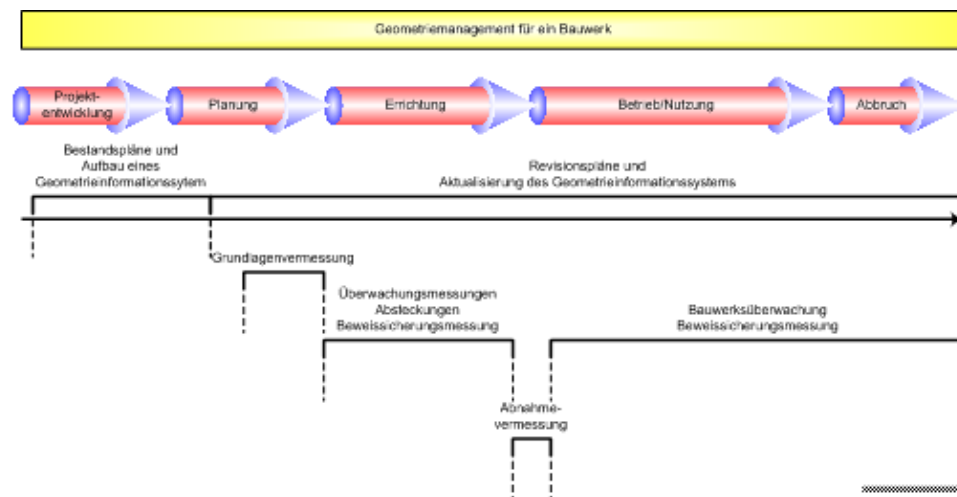 Geometriemanagement für ein Bauwerk
Projekt-
entwicklung
Planung
Errichtung
Betrieb/Nutzung
Abbruch
Bestandspläne und
Aufbau eines
Geometrieinformationssytem
Revisionspläne und
Aktualisierung des Geometrieinformationssystems
Grundlagenvermessung
Überwachungsmessungen
Absteckungen
Beweissicherungsmessung
Bauwerksüberwachung
Beweissicherungsmessung
Abnahme-
vermessung